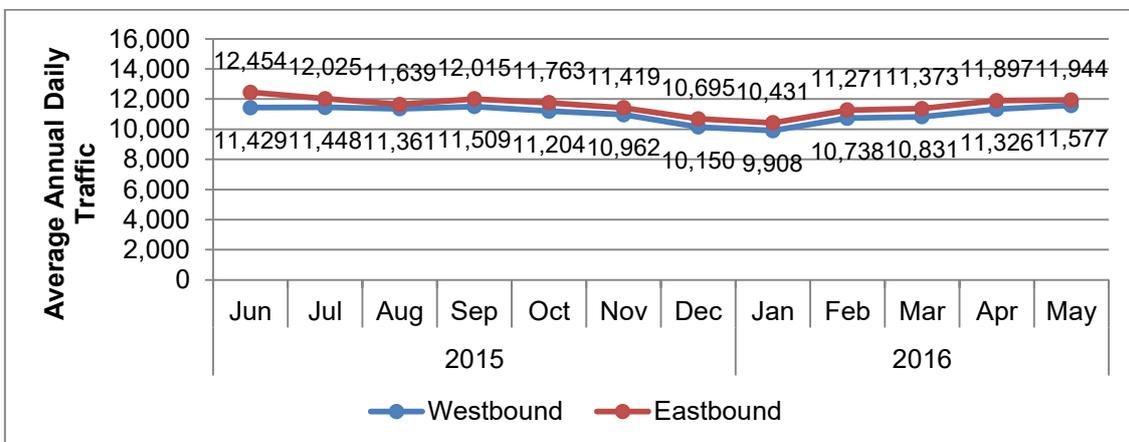 Average Annual Daily
Traffic
16,000
14,000
12,000
10,000
8,000
6,000
4,000
2,000
0
12,454 12,025 11,639 12,015 11,763 11,419 10,695 10,431 11,271 11,373 11,897 11,944
11,429 11,448 11,361 11,509 11,204 10,962 10,150 9,908 10,738 10,831 11,326 11,577
Jun Jul Aug Sep Oct Nov Dec Jan Feb Mar Apr May
2015 2016
Westbound Eastbound